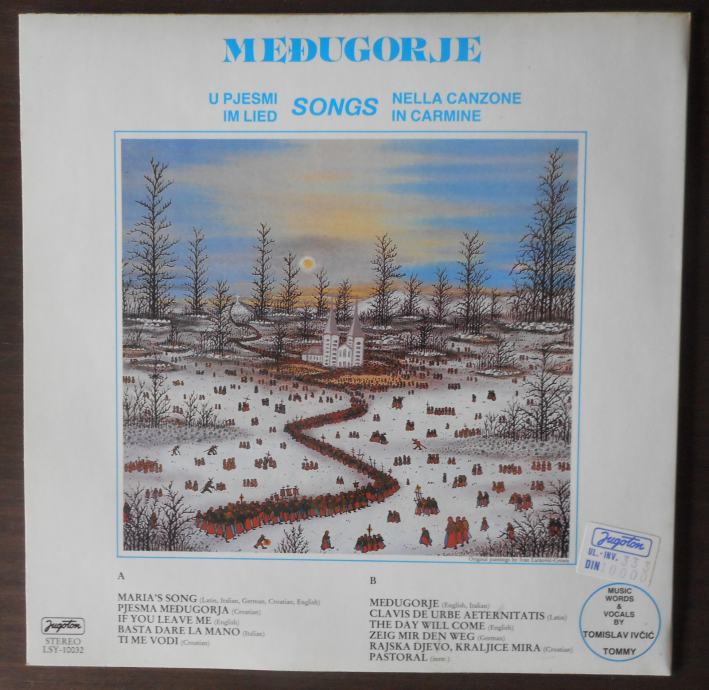 MEĐUGORJE
U PJESMI SONGS NELLA CANZONE
IM LIED IN CARMINE
Original paintings by Ivan Lacković-Croata
A
MARIA'S SONG (Latin, Italian, German, Croatian, English)
PJESMA MEĐUGORJA (Croatian)
IF YOU LEAVE ME (English)
BASTA DARE LA MANO (Italian)
TI ME VODI (Croatian)
B
MEĐUGORJE (English, Italian)
CLAVIS DE URBE AETERNITATIS (Latin)
THE DAY WILL COME (English)
ZEIG MIR DEN WEG (German)
RAJSKA DJEVO, KRALJICE MIRA (Croatian)
PASTORAL (instr.)
Jugoton
STEREO
LSY-10032
Jugoton
UL.-INV.
DIN
MUSIC
WORDS
&
VOCALS
BY
TOMISLAV IVČIĆ
TOMMY